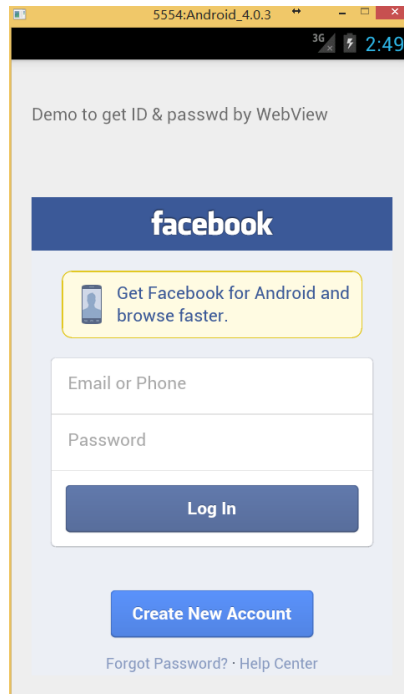 5554:Android_4.0.3
3G 2:49
Demo to get ID & passwd by WebView
facebook
Get Facebook for Android and
browse faster.
Email or Phone
Password
Log In
Create New Account
Forgot Password? · Help Center